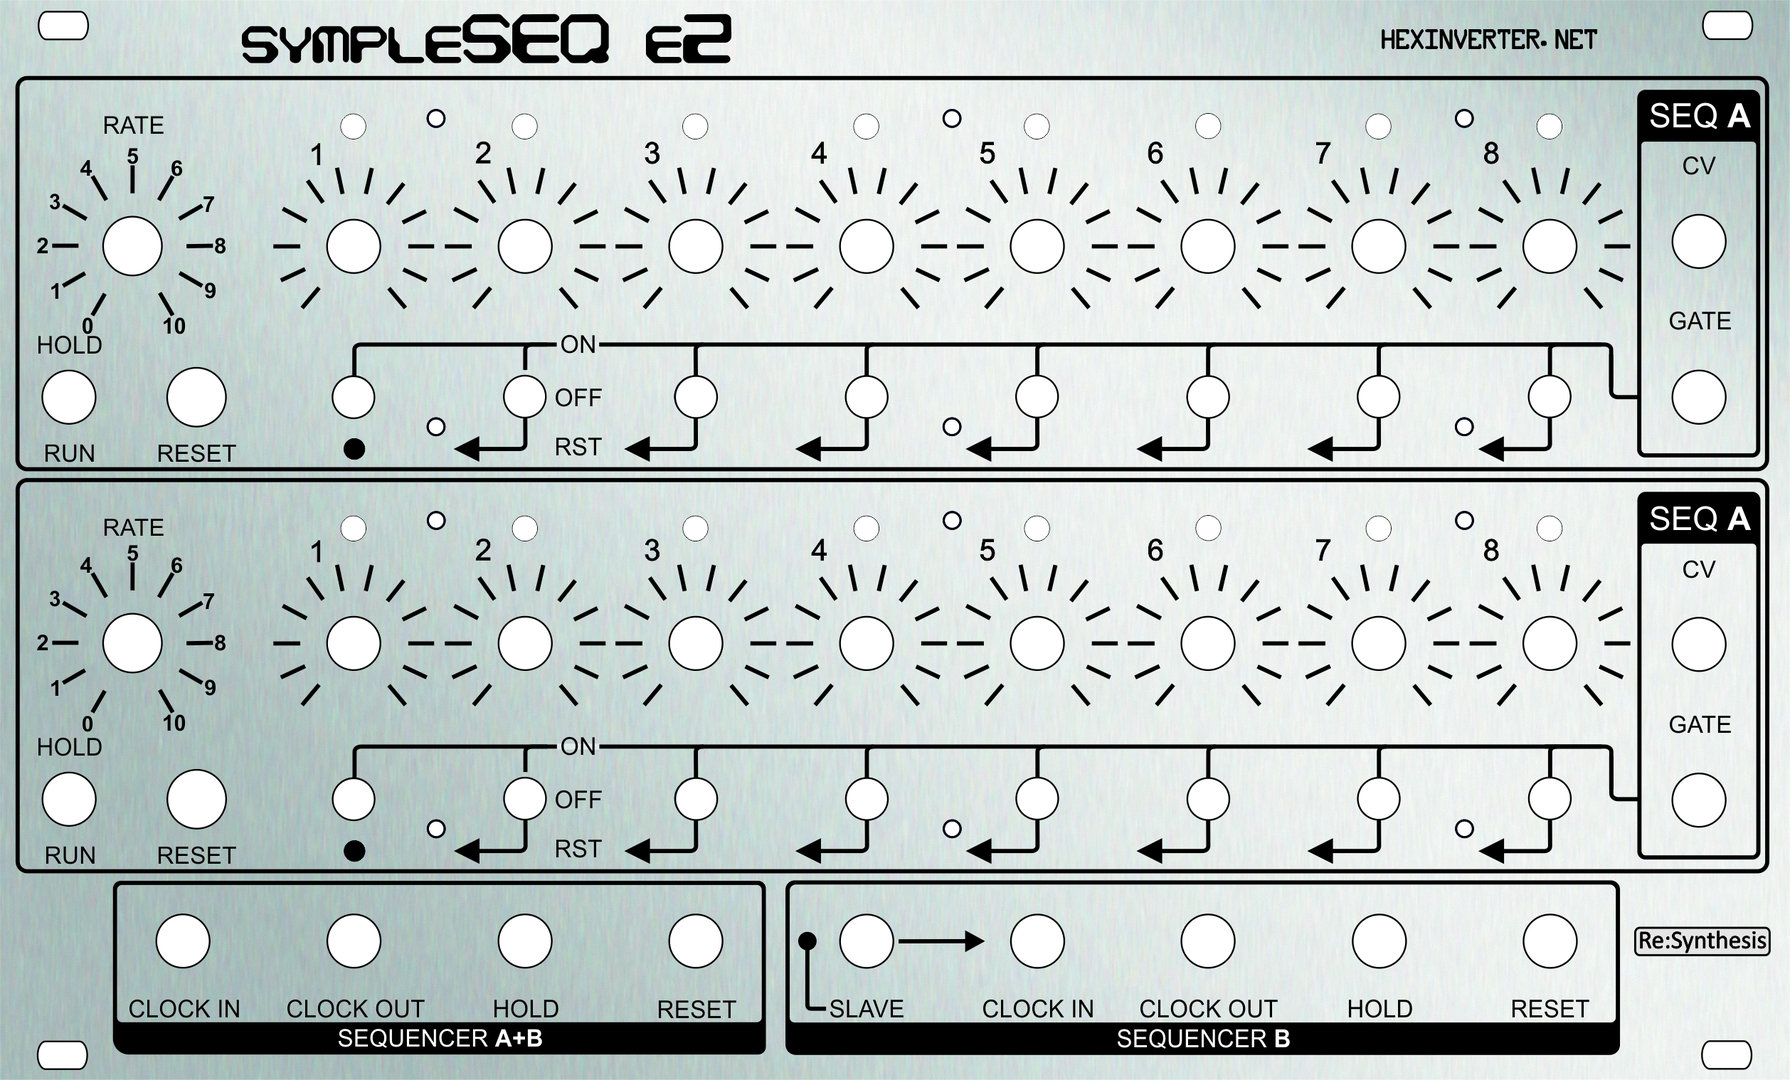 SYMPLESEQ E2
HEXINVERTER.NET
RATE
0 1 2 3 4 5 6 7 8 9 10
HOLD
RUN
RESET
1 2 3 4 5 6 7 8
ON
OFF
RST
SEQ A
CV
GATE
RATE
0 1 2 3 4 5 6 7 8 9 10
HOLD
RUN
RESET
1 2 3 4 5 6 7 8
ON
OFF
RST
SEQ A
CV
GATE
CLOCK IN CLOCK OUT HOLD RESET
SEQUENCER A+B
SLAVE CLOCK IN CLOCK OUT HOLD RESET
SEQUENCER B
Re:Synthesis